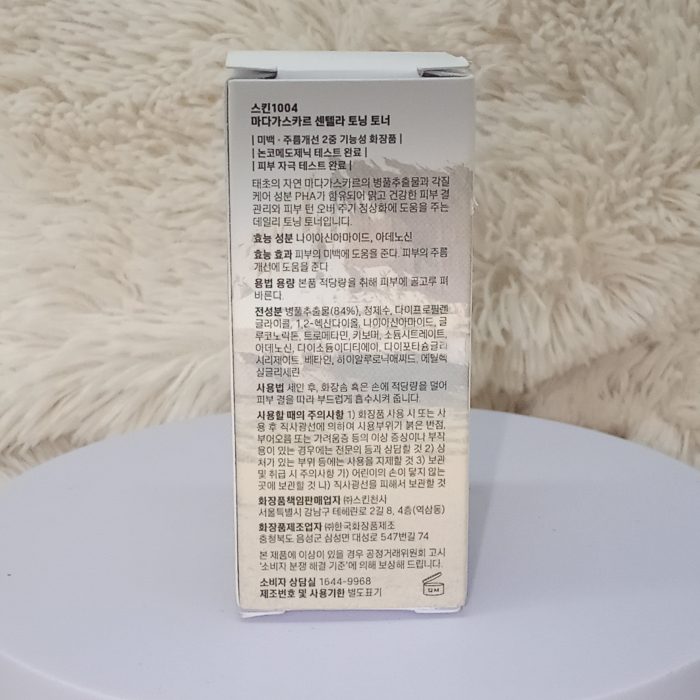 스킨1004
마다가스카르 센텔라 토닝 토너
| 미백 · 주름개선 2중 기능성 화장품 |
| 논코메도제닉 테스트 완료 |
| 피부 자극 테스트 완료 |
태초의 자연 마다가스카르의 병풀추출물과 각질
케어 성분 PHA가 함유되어 맑고 건강한 피부 결
관리와 피부 턴 오버 주기 정상화에 도움을 주는
데일리 토닝 토너입니다.
효능 성분 나이아신아마이드, 아데노신
효능 효과 피부의 미백에 도움을 준다. 피부의 주름
개선에 도움을 준다
용법 용량 본품 적당량을 취해 피부에 골고루 펴
바른다.
전성분 병풀추출물(84%), 정제수, 다이프로필렌
글라이콜, 1,2-헥산다이올, 나이아신아마이드, 글
루코노락톤, 트로메타민, 키보머, 소듐시트레이트,
아데노신, 다이소듐이디티에이, 다이포타슘글리
시리제이트, 베타인, 하이알루로닉애씨드, 에틸헥
실글리세린
사용법 세안 후, 화장솜 혹은 손에 적당량을 덜어
피부 결을 따라 부드럽게 흡수시켜 줍니다.
사용할 때의 주의사항 1) 화장품 사용 시 또는 사
용 후 직사광선에 의하여 사용부위가 붉은 반점,
부어오름 또는 가려움증 등의 이상 증상이나 부작
용이 있는 경우에는 전문의 등과 상담할 것 2) 상
처가 있는 부위 등에는 사용을 자제할 것 3) 보관
및 취급 시 주의사항 가) 어린이의 손이 닿지 않는
곳에 보관할 것 나) 직사광선을 피해서 보관할 것
화장품책임판매업자 ㈜스킨천사
서울특별시 강남구 테헤란로 2길 8, 4층(역삼동)
화장품제조업자 ㈜한국화장품제조
충청북도 음성군 삼성면 대성로 547번길 74
본 제품에 이상이 있을 경우 공정거래위원회 고시
'소비자 분쟁 해결 기준'에 의해 보상해 드립니다.
소비자 상담실 1644-9968
제조번호 및 사용기한 별도표기
12M